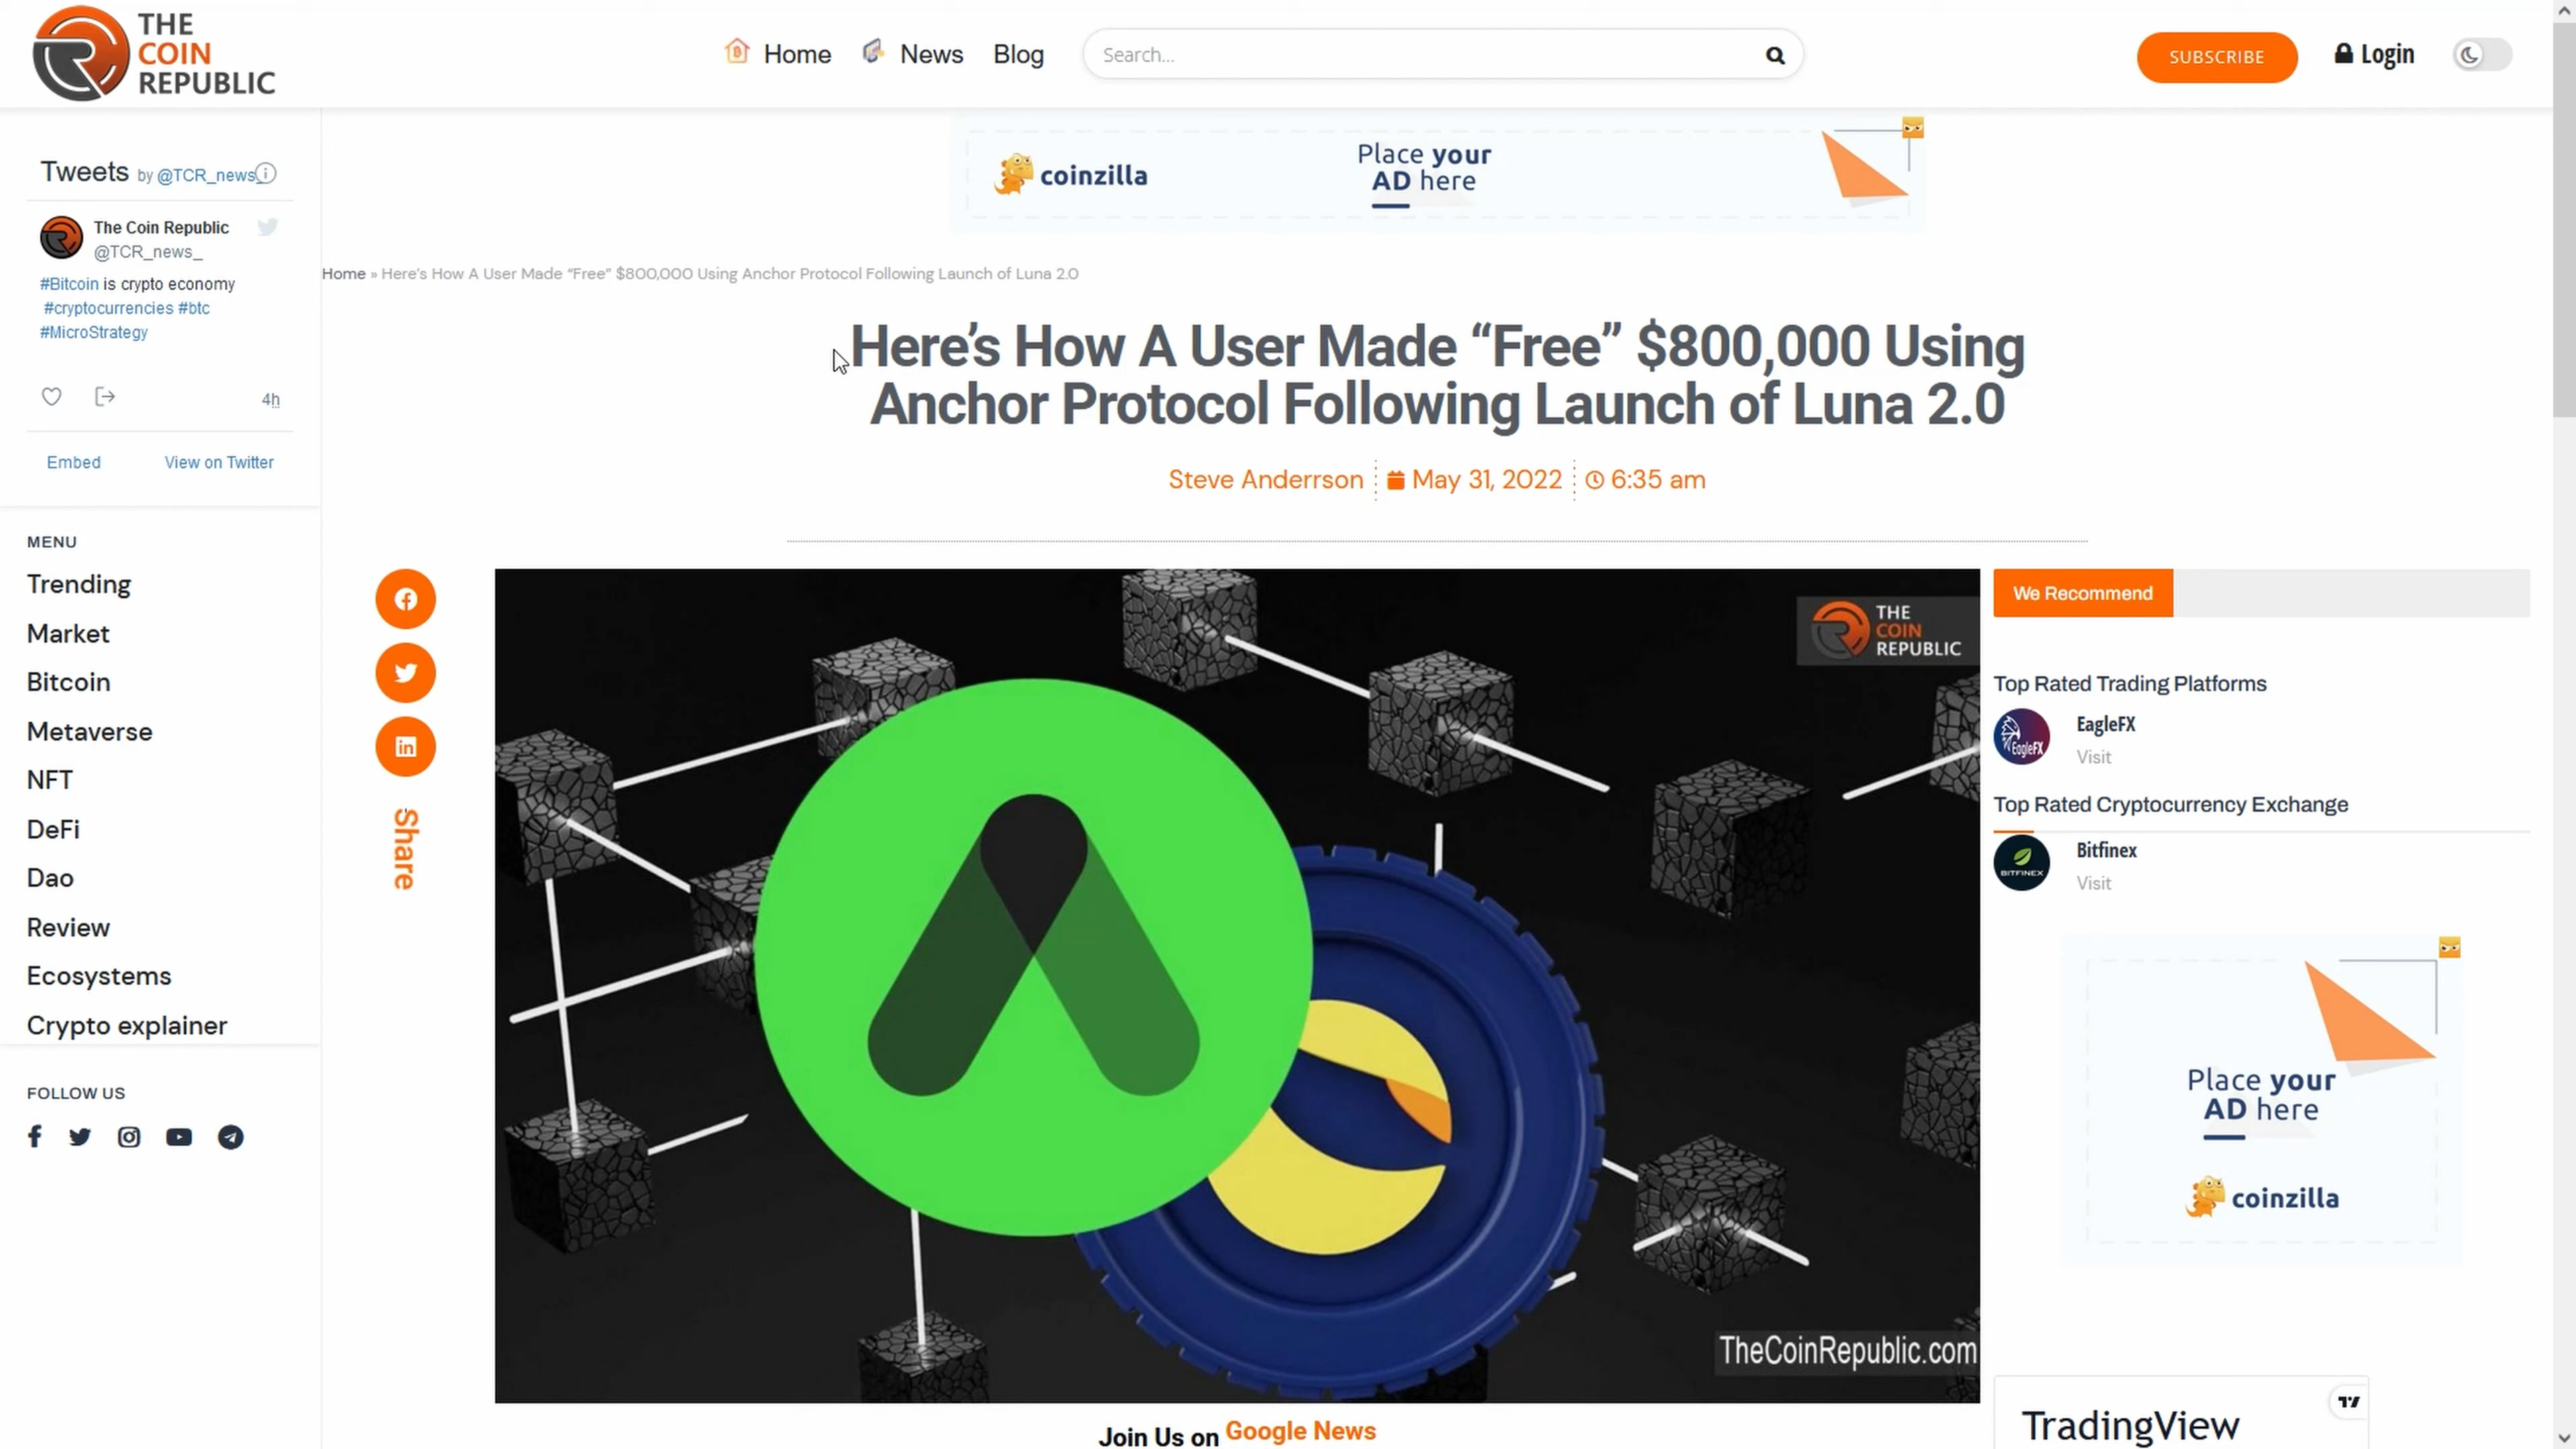 THE
COIN
REPUBLIC
Home
News
Blog
Search...
SUBSCRIBE
Login
Tweets by @TCR_news_
The Coin Republic
@TCR_news_
#Bitcoin is crypto economy
#cryptocurrencies #btc
#MicroStrategy
4h
Embed
View on Twitter
MENU
Trending
Market
Bitcoin
Metaverse
NFT
DeFi
Dao
Review
Ecosystems
Crypto explainer
FOLLOW US
coinzilla
Place your
AD here
Home » Here's How A User Made “Free” $800,000 Using Anchor Protocol Following Launch of Luna 2.0
Here’s How A User Made “Free” $800,000 Using
Anchor Protocol Following Launch of Luna 2.0
Steve Anderrson
May 31, 2022
6:35 am
Share
THE
COIN
REPUBLIC
TheCoinRepublic.com
Join Us on Google News
We Recommend
Top Rated Trading Platforms
EagleFX
EagleFX
Visit
Top Rated Cryptocurrency Exchange
BITFINEX
Bitfinex
Visit
Place your
AD here
coinzilla
TradingView